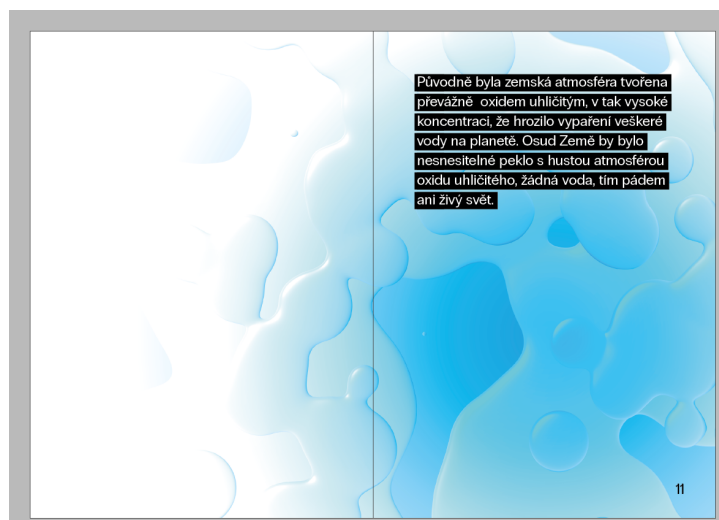 Původně byla zemská atmosféra tvořena
převážně  oxidem uhličitým, v tak vysoké
koncentraci, že hrozilo vypaření veškeré
vody na planetě. Osud Země by bylo
nesnesitelné peklo s hustou atmosférou
oxidu uhličitého, žádná voda, tím pádem
ani živý svět.
11